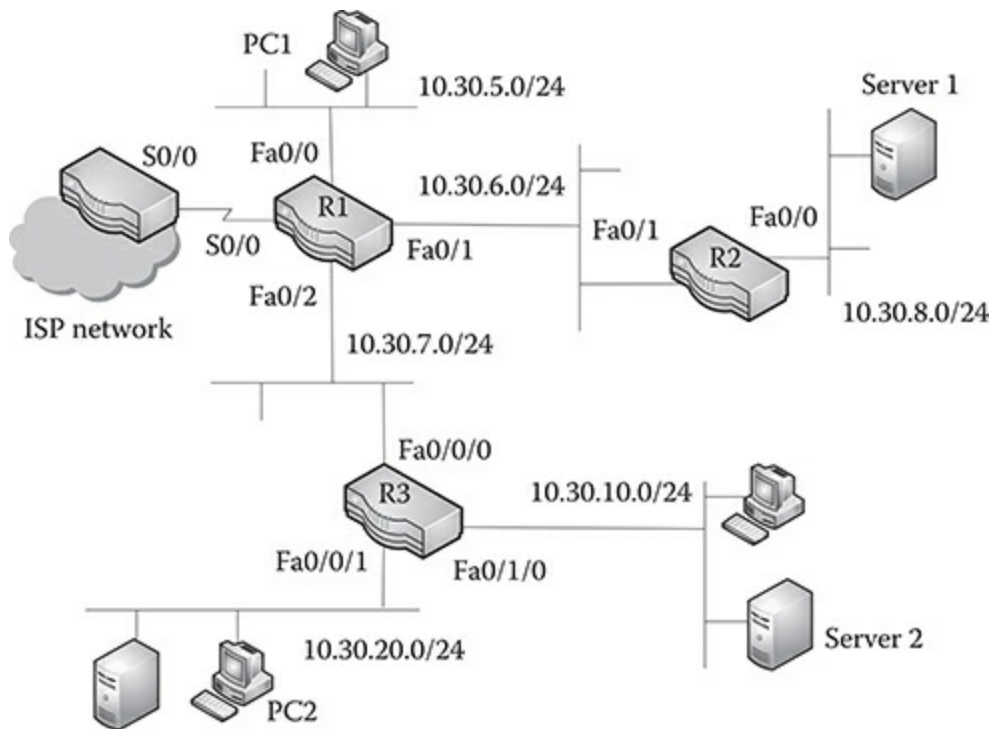 PC1
10.30.5.0/24
Server 1
S0/0
Fa0/0
10.30.6.0/24
R1
Fa0/1
Fa0/0
S0/0
Fa0/1
R2
Fa0/2
ISP network
10.30.8.0/24
10.30.7.0/24
Fa0/0/0
R3
10.30.10.0/24
Fa0/0/1
Fa0/1/0
10.30.20.0/24
Server 2
PC2